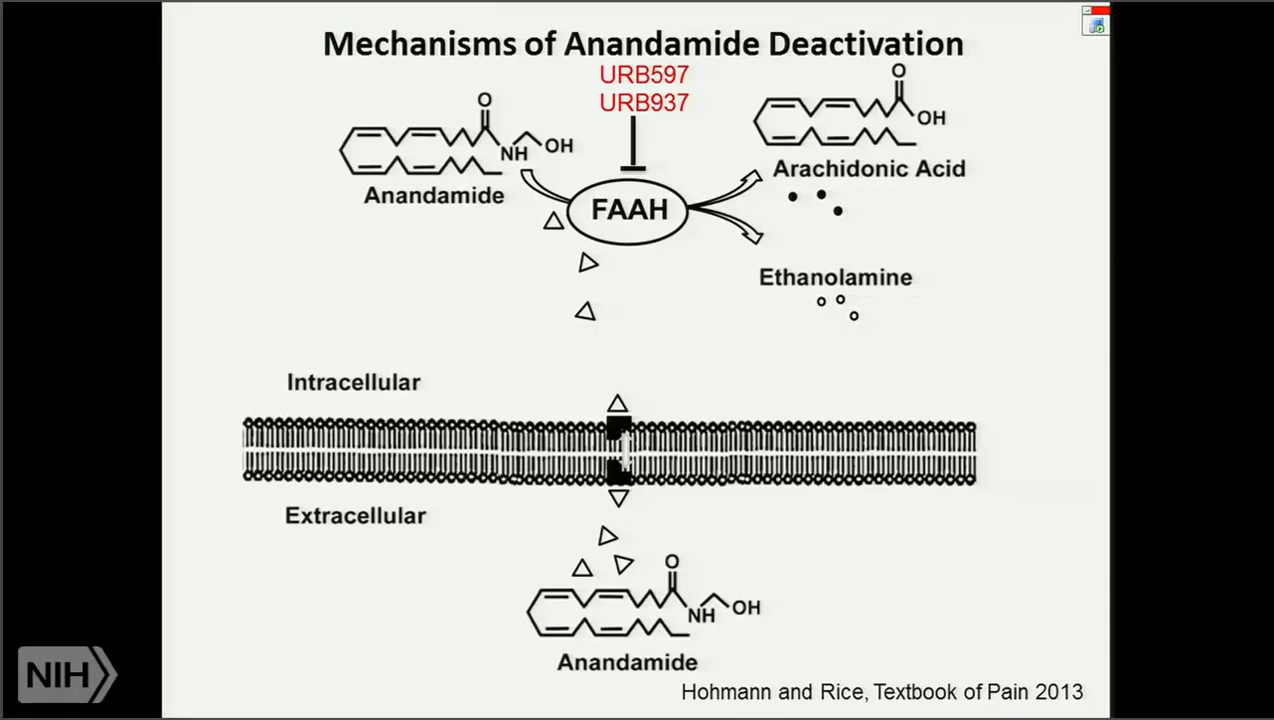 Mechanisms of Anandamide Deactivation
URB597
URB937
O
NH
OH
Anandamide
FAAH
O
OH
Arachidonic Acid
Ethanolamine
Intracellular
Extracellular
O
NH
OH
Anandamide
Hohmann and Rice, Textbook of Pain 2013
NIH